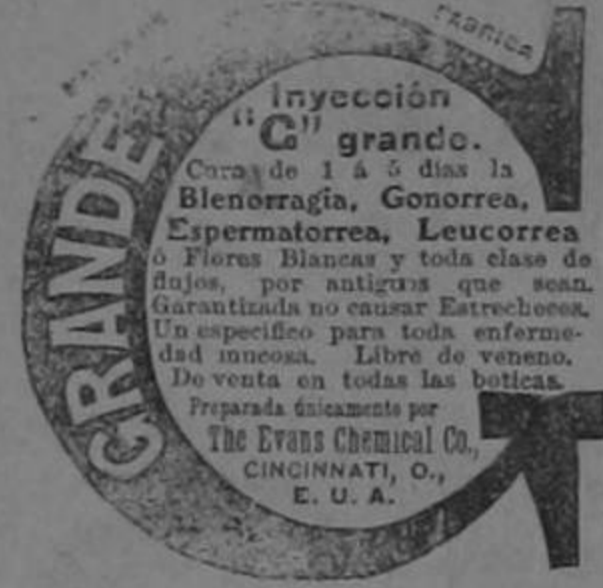 FABRICA
GRANDE
Inyección
"G" grande.
Cura de 1 á 5 dias la
Blenorragia, Gonorrea,
Espermatorrea, Leucorrea
ó Flores Blancas y toda clase de
flujos, por antiguos que sean.
Garantizada no causar Estrecheces.
Un especifico para toda enferme-
dad mucosa. Libre de veneno.
De venta en todas las boticas.
Preparada únicamente por
The Evans Chemical Co.,
CINCINNATI, O.,
E. U. A.